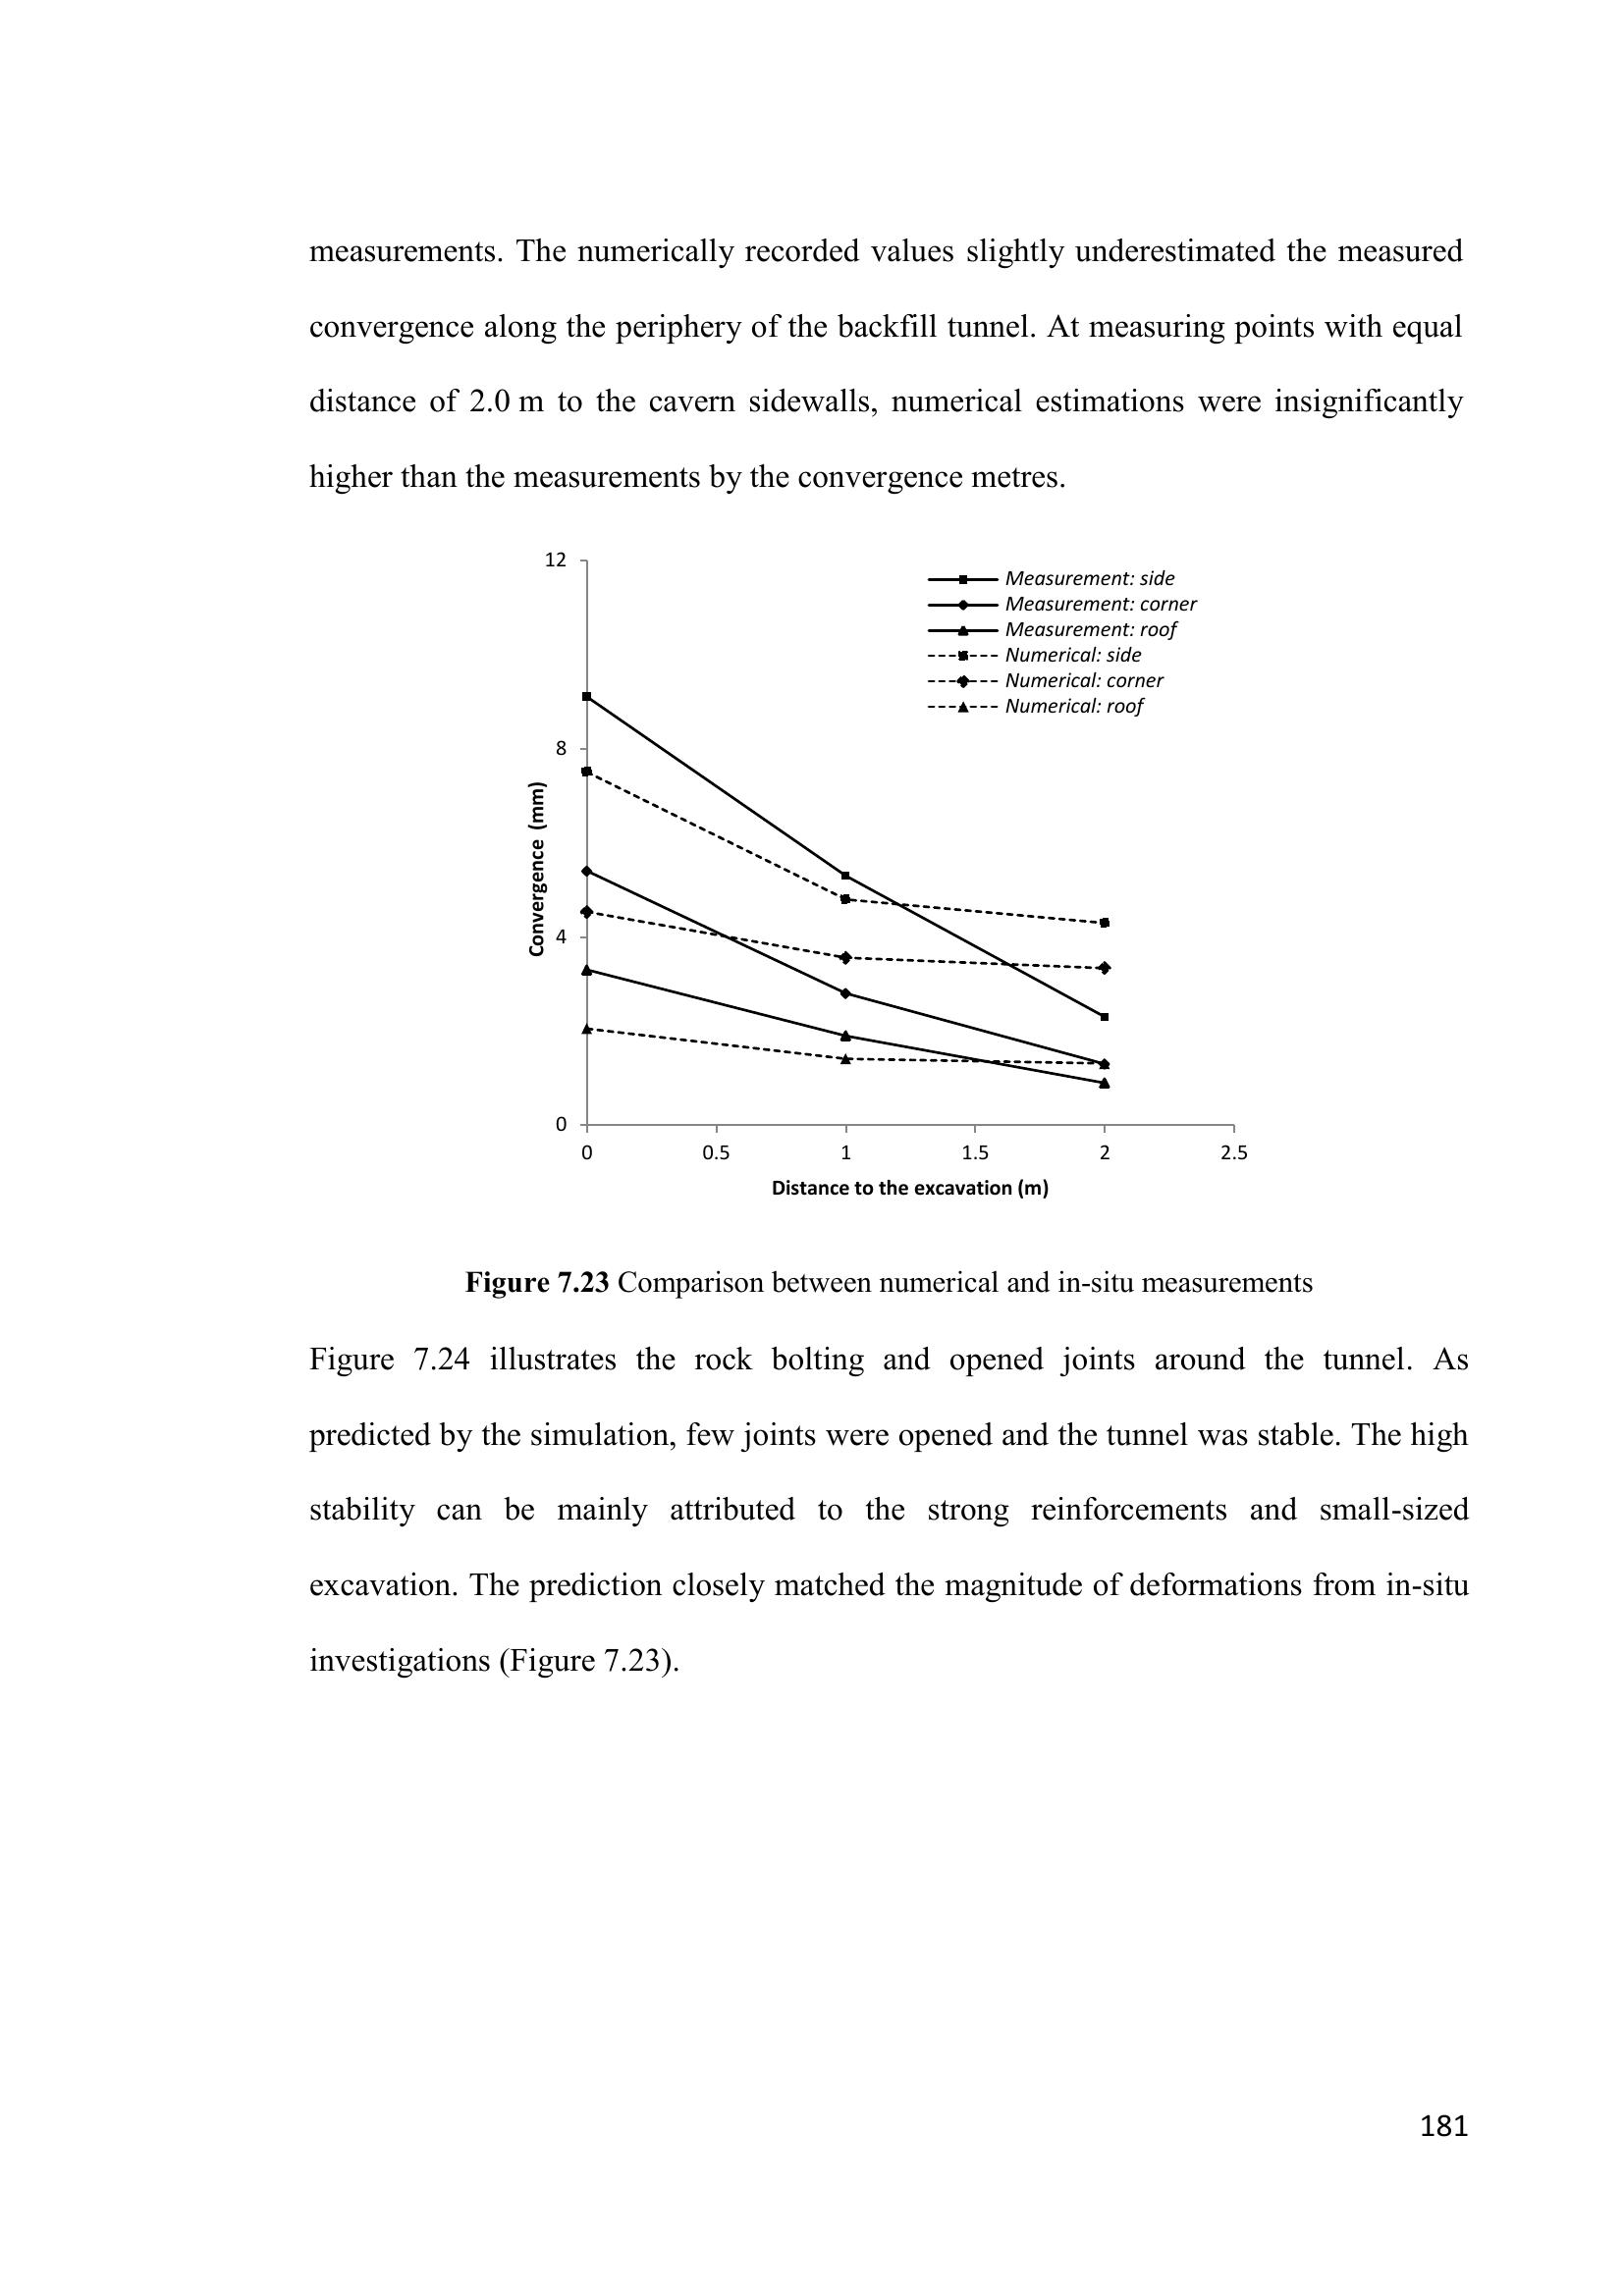 measurements. The numerically recorded values slightly underestimated the measured
convergence along the periphery of the backfill tunnel. At measuring points with equal
distance of 2.0 m to the cavern sidewalls, numerical estimations were insignificantly
higher than the measurements by the convergence metres.
12
8
4
0
Convergence (mm)
Measurement: side
Measurement: corner
Measurement: roof
Numerical: side
Numerical: corner
Numerical: roof
0 0.5 1 1.5 2 2.5
Distance to the excavation (m)
Figure 7.23 Comparison between numerical and in-situ measurements
Figure 7.24 illustrates the rock bolting and opened joints around the tunnel. As
predicted by the simulation, few joints were opened and the tunnel was stable. The high
stability can be mainly attributed to the strong reinforcements and small-sized
excavation. The prediction closely matched the magnitude of deformations from in-situ
investigations (Figure 7.23).
181